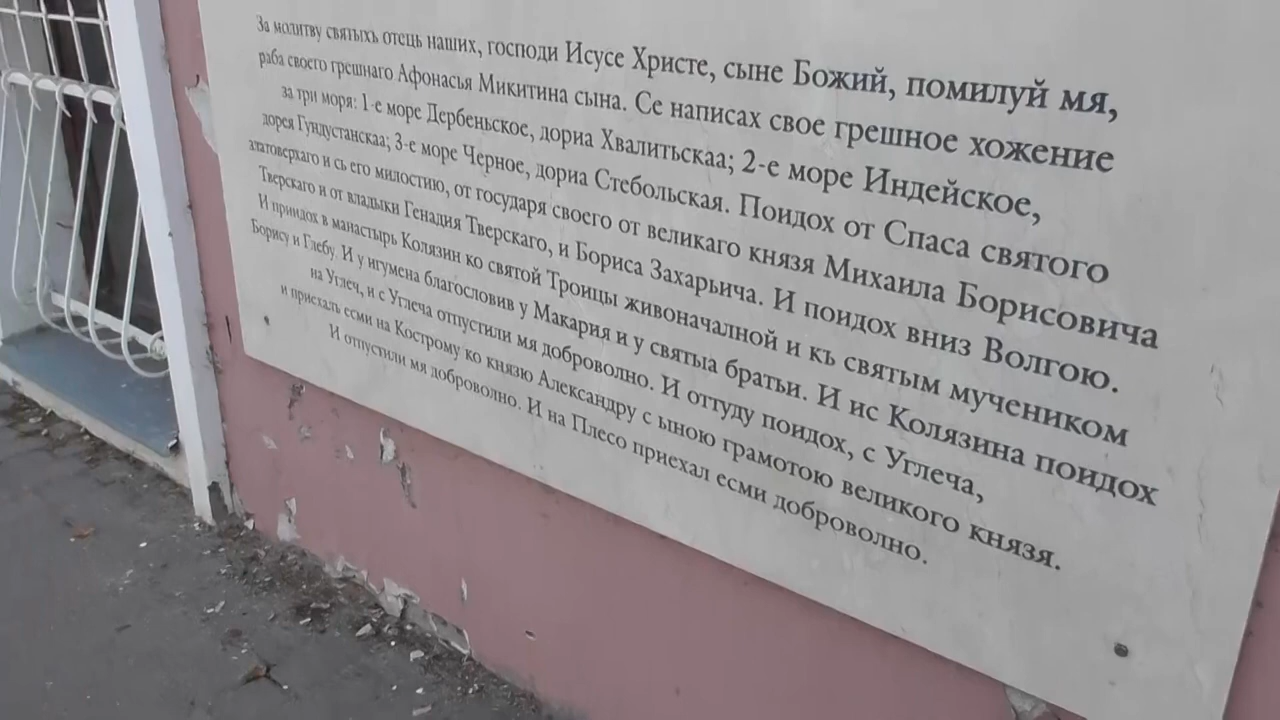 За молитву святыхь отець наших, господи Исусе Христе, сыне Божий, помилуй мя,
раба своего грешнаго Афонасья Микитина сына. Се написах свое грешное хожение
за три моря: 1-е море Дербеньское, дориа Хвалитьскаа; 2-е море Индейское,
дорея Гундустанскаа; 3-е море Черное, дориа Стебольская. Поидох от Спаса святого
златоверхаго и сь его милостию, от государя своего от великаго князя Михаила Борисовича
Тверскаго и от владыки Генадия Тверскаго, и Бориса Захарьича. И поидох вниз Волгою.
И приидох в манастырь Колязин ко святой Троицы живоначалной и къ святым мучеником
Борису и Глебу. И у игумена благословив у Макария и у святыа братьи. И ис Колязина поидох
на Углеч, и с Углеча отпустили мя доброволно. И оттуду поидох, с Углеча,
и приехалъ есми на Кострому ко князю Александру с ыною грамотою великого князя.
И отпустили мя доброволно. И на Плесо приехал есми доброволно.